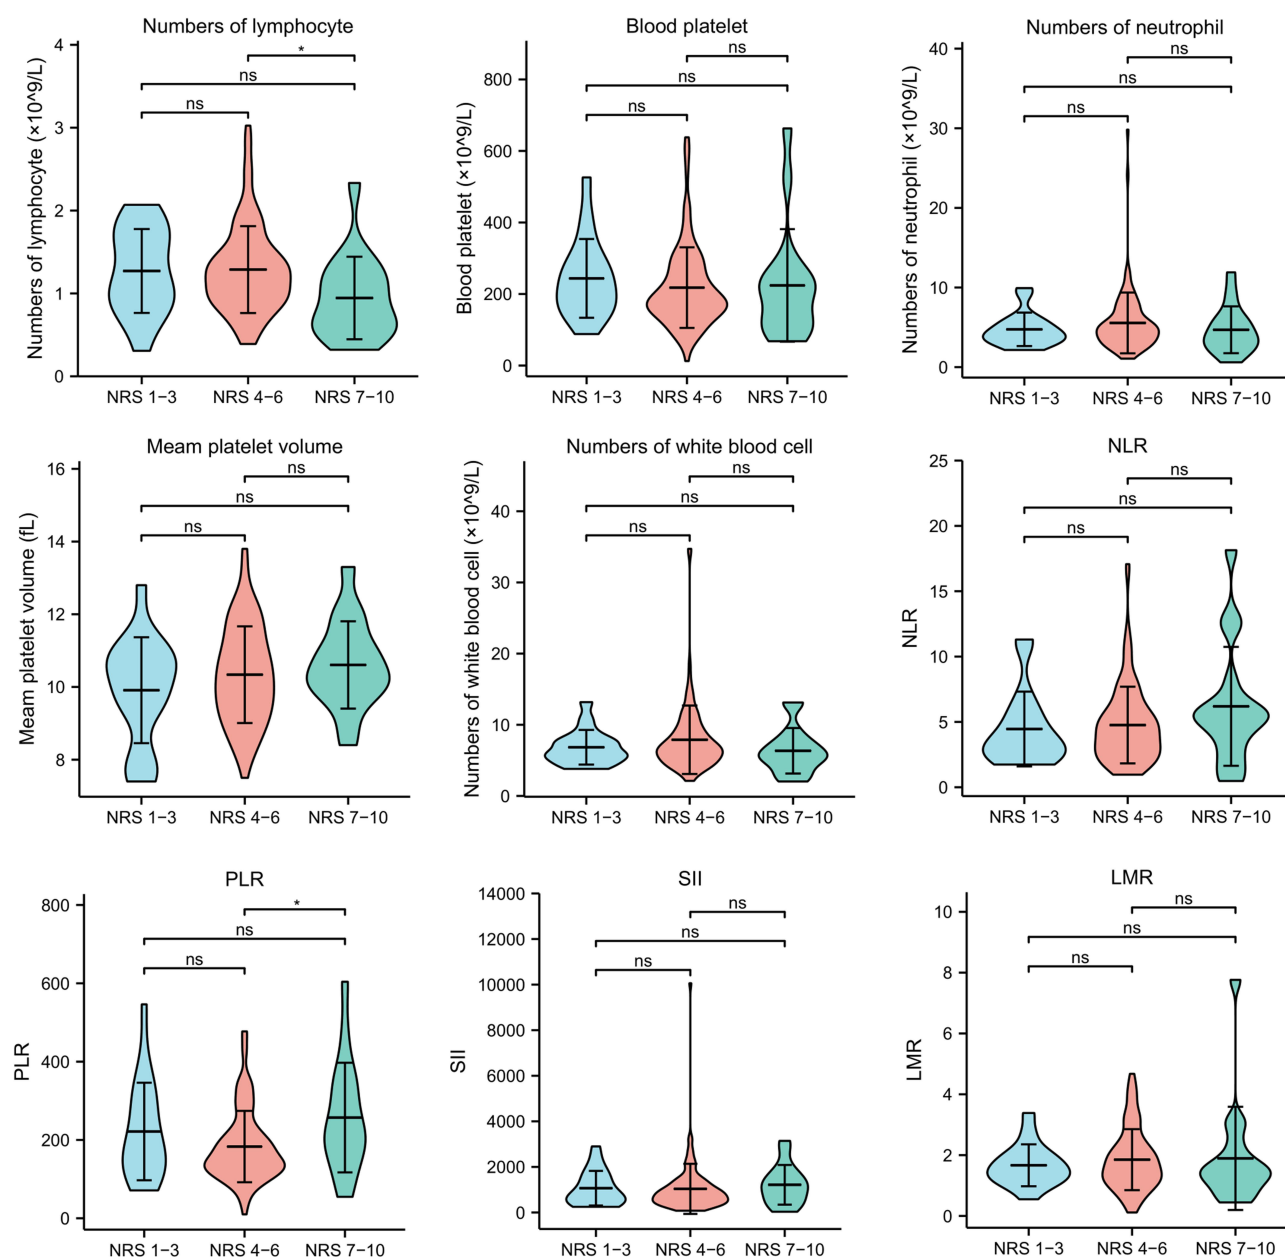 Numbers of lymphocyte
Numbers of lymphocyte (×10^9/L)
4
3
2
1
0
*
ns
ns
NRS 1−3 NRS 4−6 NRS 7−10
Blood platelet
Blood platelet (×10^9/L)
800
600
400
200
0
ns
ns
ns
NRS 1−3 NRS 4−6 NRS 7−10
Numbers of neutrophil
Numbers of neutrophil (×10^9/L)
40
30
20
10
0
ns
ns
ns
NRS 1−3 NRS 4−6 NRS 7−10
Meam platelet volume
Meam platelet volume (fL)
16
14
12
10
8
ns
ns
ns
NRS 1−3 NRS 4−6 NRS 7−10
Numbers of white blood cell
Numbers of white blood cell (×10^9/L)
40
30
20
10
0
ns
ns
ns
NRS 1−3 NRS 4−6 NRS 7−10
NLR
NLR
25
20
15
10
5
0
ns
ns
ns
NRS 1−3 NRS 4−6 NRS 7−10
PLR
PLR
800
600
400
200
0
*
ns
ns
NRS 1−3 NRS 4−6 NRS 7−10
SII
SII
14000
12000
10000
8000
6000
4000
2000
0
ns
ns
ns
NRS 1−3 NRS 4−6 NRS 7−10
LMR
LMR
10
8
6
4
2
0
ns
ns
ns
NRS 1−3 NRS 4−6 NRS 7−10